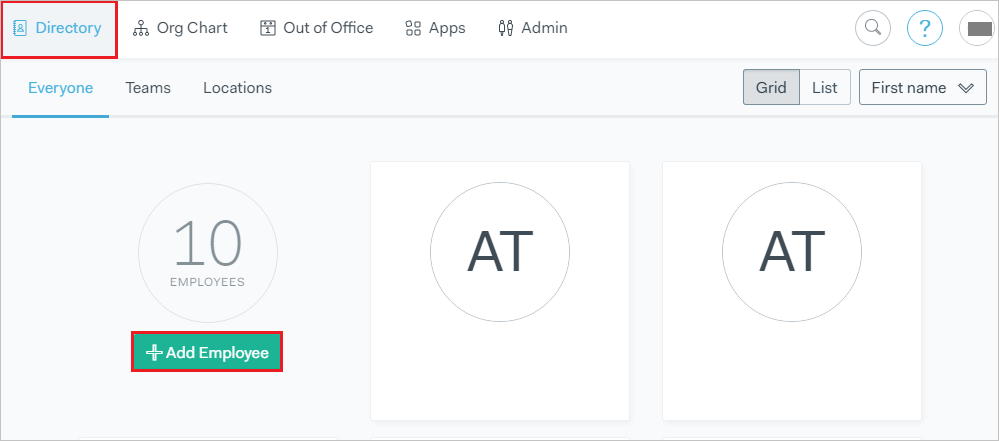 Directory Org Chart Out of Office Apps Admin ?
Everyone Teams Locations Grid List First name
10
EMPLOYEES
Add Employee
AT
AT